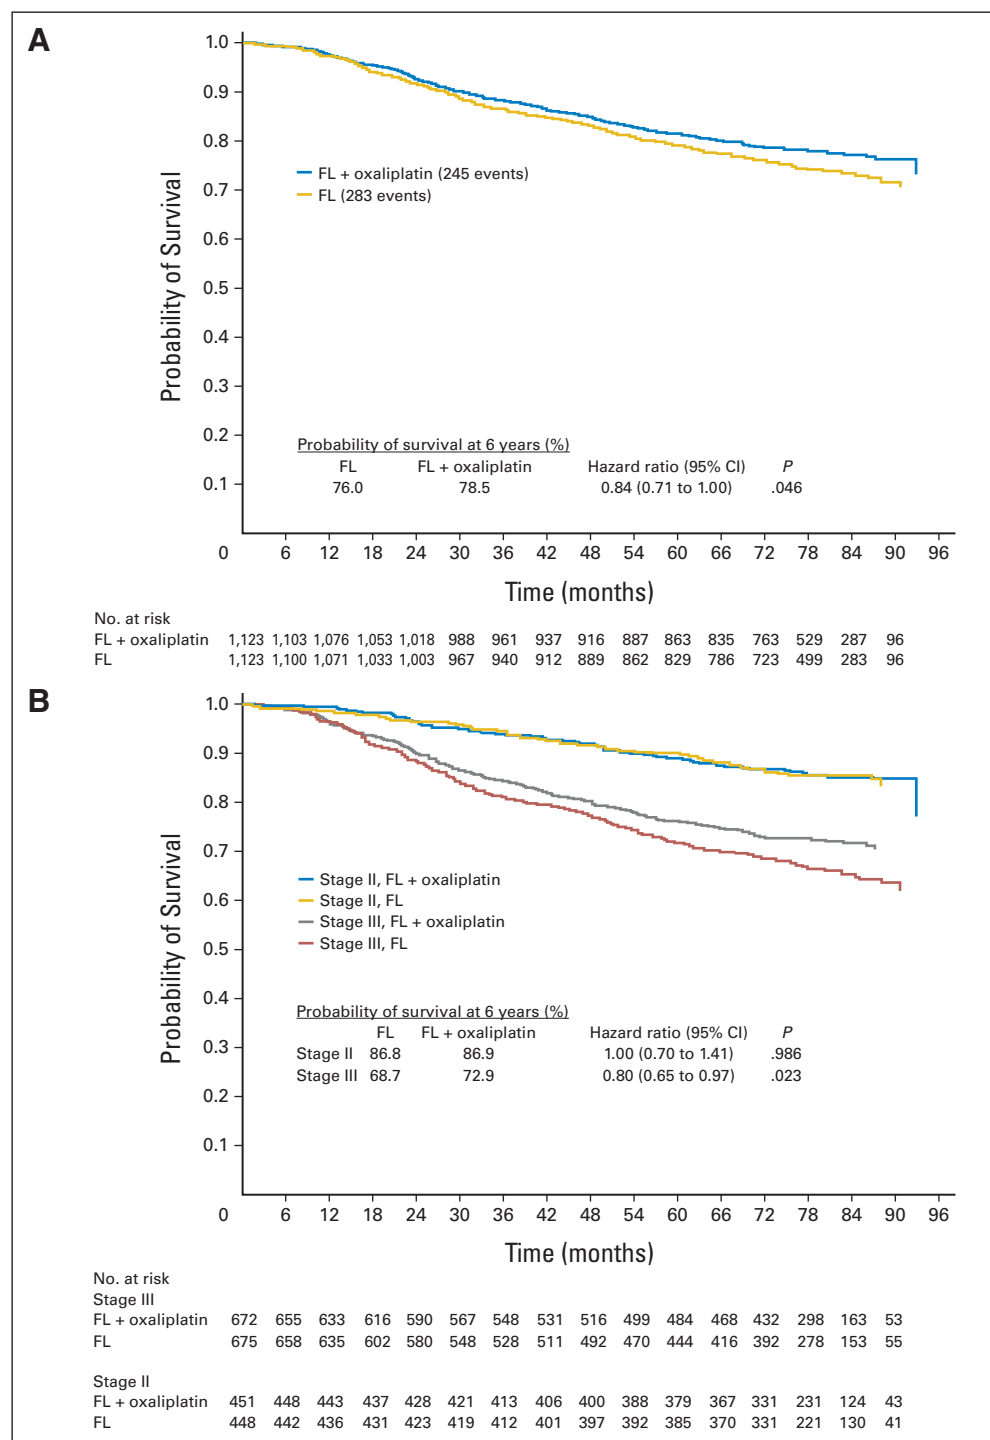 A
1.0
0.9
0.8
0.7
0.6
0.5
0.4
0.3
0.2
0.1
Probability of Survival
FL + oxaliplatin (245 events)
FL (283 events)
Probability of survival at 6 years (%)
FL FL + oxaliplatin Hazard ratio (95% CI) P
76.0 78.5 0.84 (0.71 to 1.00) .046
0 6 12 18 24 30 36 42 48 54 60 66 72 78 84 90 96
Time (months)
No. at risk
FL + oxaliplatin 1,123 1,103 1,076 1,053 1,018 988 961 937 916 887 863 835 763 529 287 96
FL 1,123 1,100 1,071 1,033 1,003 967 940 912 889 862 829 786 723 499 283 96
B
1.0
0.9
0.8
0.7
0.6
0.5
0.4
0.3
0.2
0.1
Probability of Survival
Stage II, FL + oxaliplatin
Stage II, FL
Stage III, FL + oxaliplatin
Stage III, FL
Probability of survival at 6 years (%)
FL FL + oxaliplatin Hazard ratio (95% CI) P
Stage II 86.8 86.9 1.00 (0.70 to 1.41) .986
Stage III 68.7 72.9 0.80 (0.65 to 0.97) .023
0 6 12 18 24 30 36 42 48 54 60 66 72 78 84 90 96
Time (months)
No. at risk
Stage III
FL + oxaliplatin 672 655 633 616 590 567 548 531 516 499 484 468 432 298 163 53
FL 675 658 635 602 580 548 528 511 492 470 444 416 392 278 153 55
Stage II
FL + oxaliplatin 451 448 443 437 428 421 413 406 400 388 379 367 331 231 124 43
FL 448 442 436 431 423 419 412 401 397 392 385 370 331 221 130 41